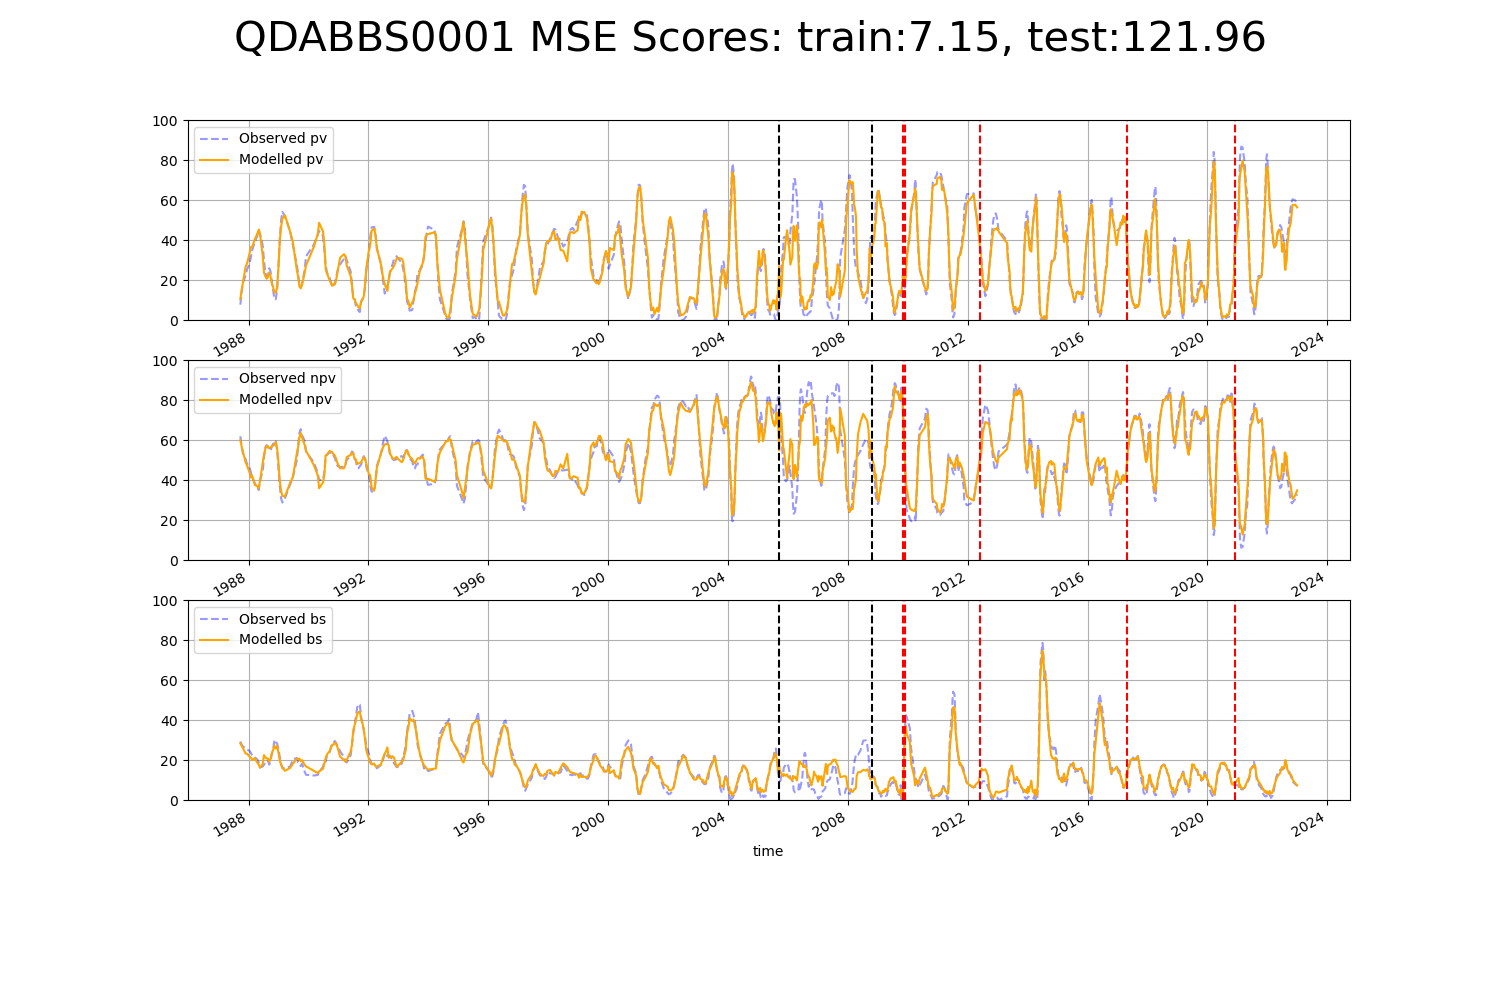 QDABBS0001 MSE Scores: train:7.15, test:121.96
100
80
60
40
20
0
Observed pv
Modelled pv
1988 1992 1996 2000 2004 2008 2012 2016 2020 2024
100
80
60
40
20
0
Observed npv
Modelled npv
1988 1992 1996 2000 2004 2008 2012 2016 2020 2024
100
80
60
40
20
0
Observed bs
Modelled bs
1988 1992 1996 2000 2004 2008 2012 2016 2020 2024
time